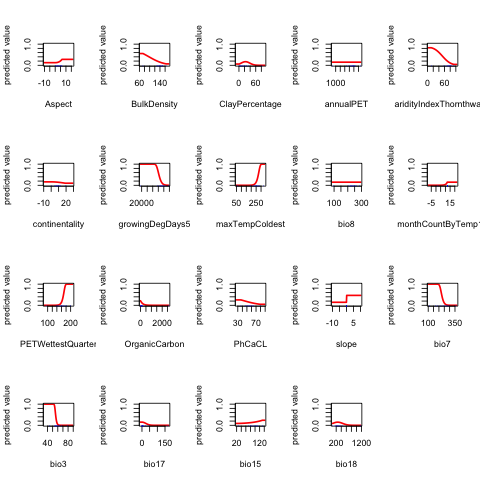 predicted value predicted value predicted value predicted value predicted value
0.0 1.0 0.0 1.0 0.0 1.0 0.0 1.0 0.0 1.0
-10 10 60 140 0 60 1000 0 60
Aspect BulkDensity ClayPercentage annualPET aridityIndexThornthwa
predicted value predicted value predicted value predicted value predicted value
0.0 1.0 0.0 1.0 0.0 1.0 0.0 1.0 0.0 1.0
-10 20 20000 50 250 100 300 -5 15
continentality growingDegDays5 maxTempColdest bio8 monthCountByTemp1
predicted value predicted value predicted value predicted value predicted value
0.0 1.0 0.0 1.0 0.0 1.0 0.0 1.0 0.0 1.0
100 200 0 2000 30 70 -10 5 100 350
PETWettestQuarter OrganicCarbon PhCaCL slope bio7
predicted value predicted value predicted value predicted value
0.0 1.0 0.0 1.0 0.0 1.0 0.0 1.0
40 80 0 150 20 120 200 1200
bio3 bio17 bio15 bio18